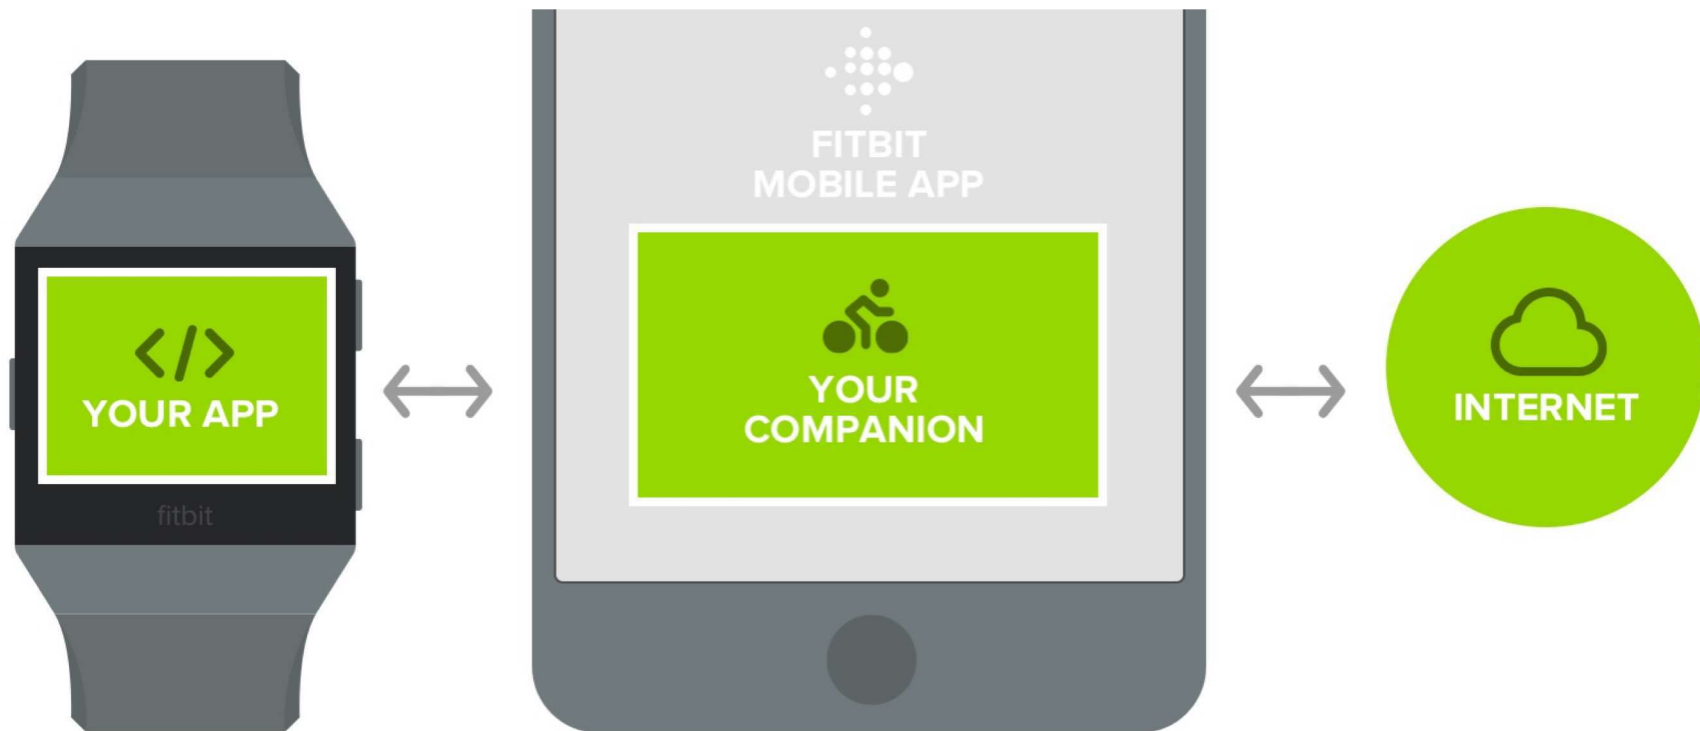 </> 
YOUR APP
fitbit
FITBIT
MOBILE APP
YOUR
COMPANION
INTERNET